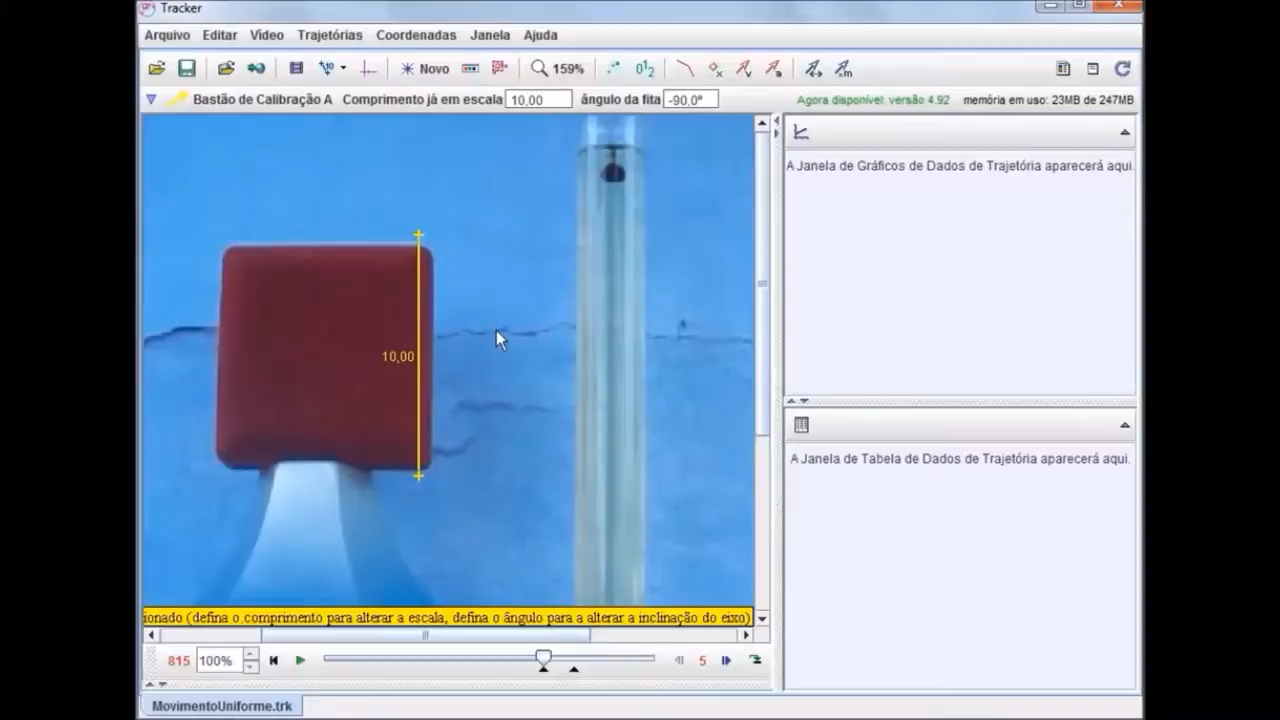 Tracker
Arquivo Editar Vídeo Trajetórias Coordenadas Janela Ajuda
Novo 159%
Bastão de Calibração A Comprimento já em escala 10,00 ângulo da fita -90,0° Agora disponível: versão 4.92 memória em uso: 23MB de 247MB
A Janela de Gráficos de Dados de Trajetória aparecerá aqui.
10,00
A Janela de Tabela de Dados de Trajetória aparecerá aqui.
ionado (defina o comprimento para alterar a escala, defina o ângulo para a alterar a inclinação do eixo)
815 100% 5
MovimentoUniforme.trk